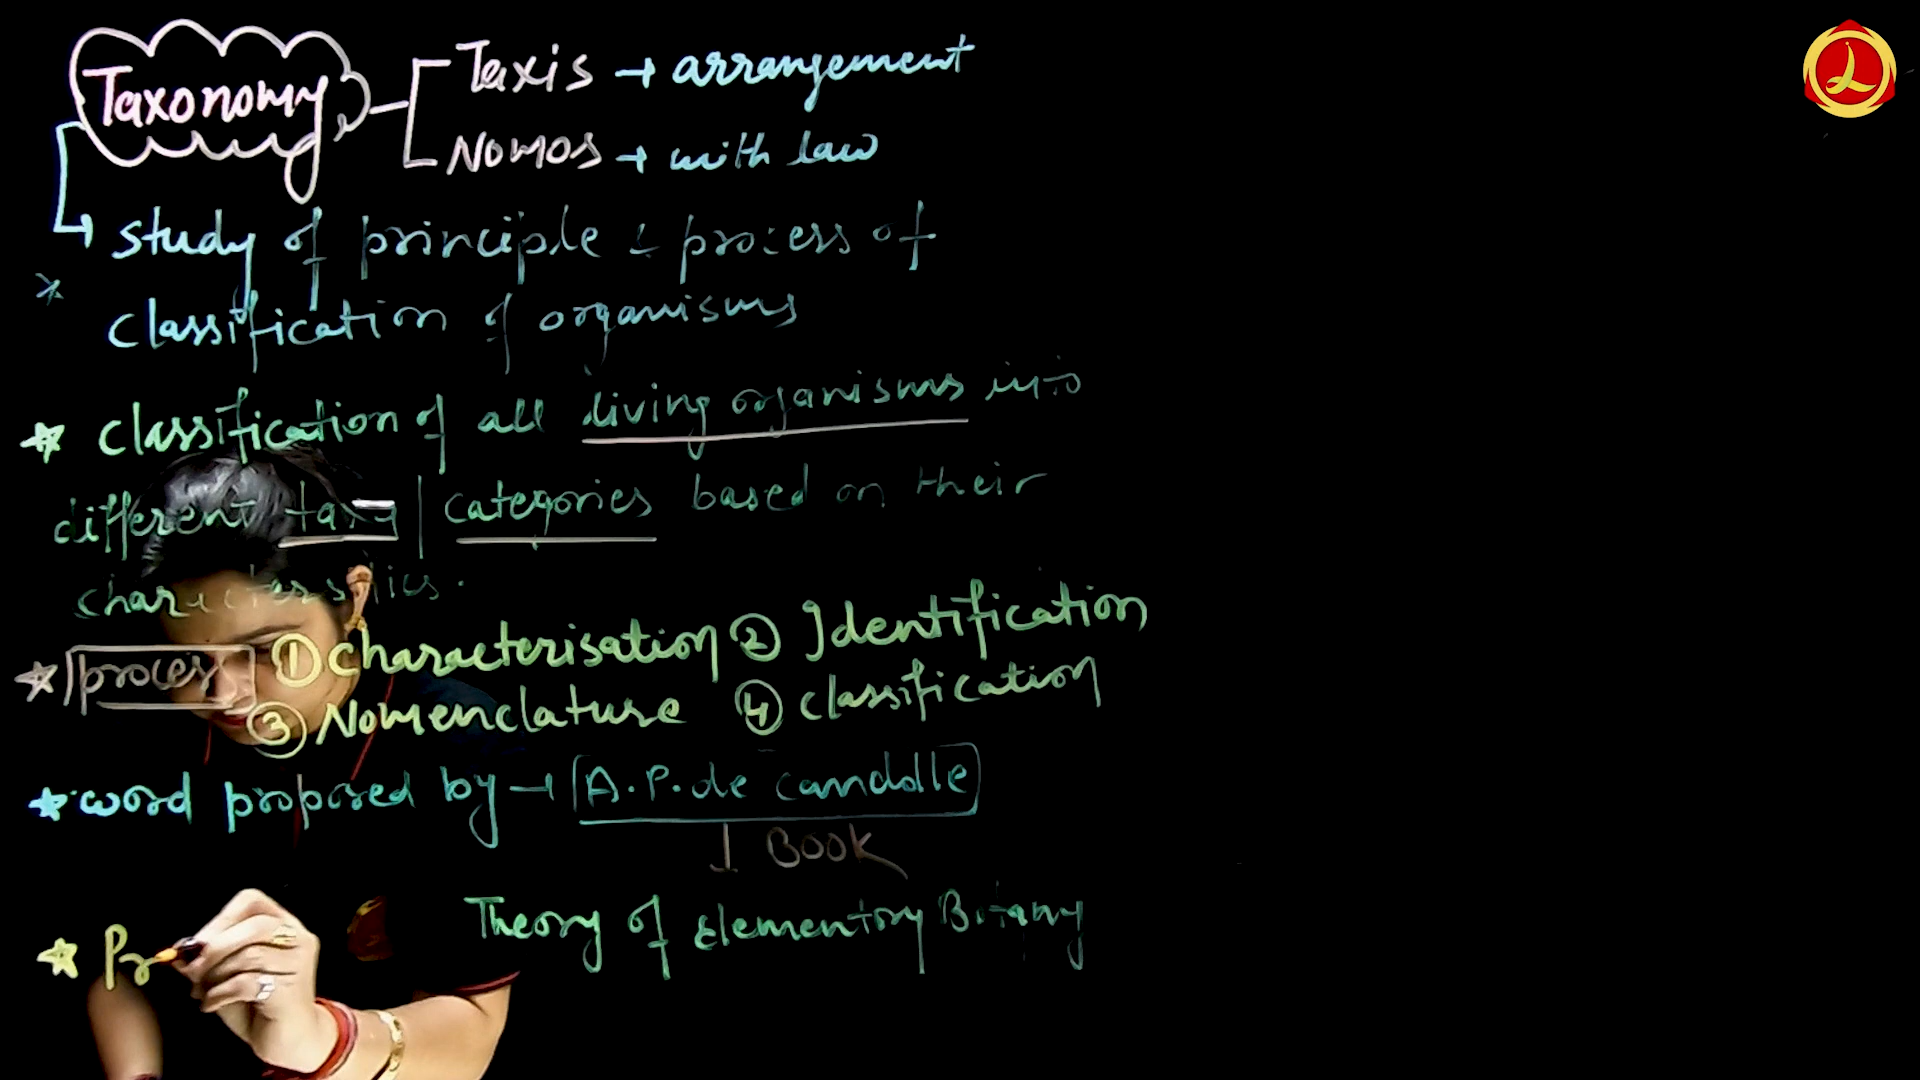 Taxonomy
Taxis → arrangement
Nomos → with law
study of principle & process of
classification of organisms
classification of all living organisms into
different taxa | categories based on their
characterstics.
process ① characterisation ② Identification
③ Nomenclature ④ classification
word proposed by → A.P. de candolle
↓ Book
Theory of Elementory Botany
Pr